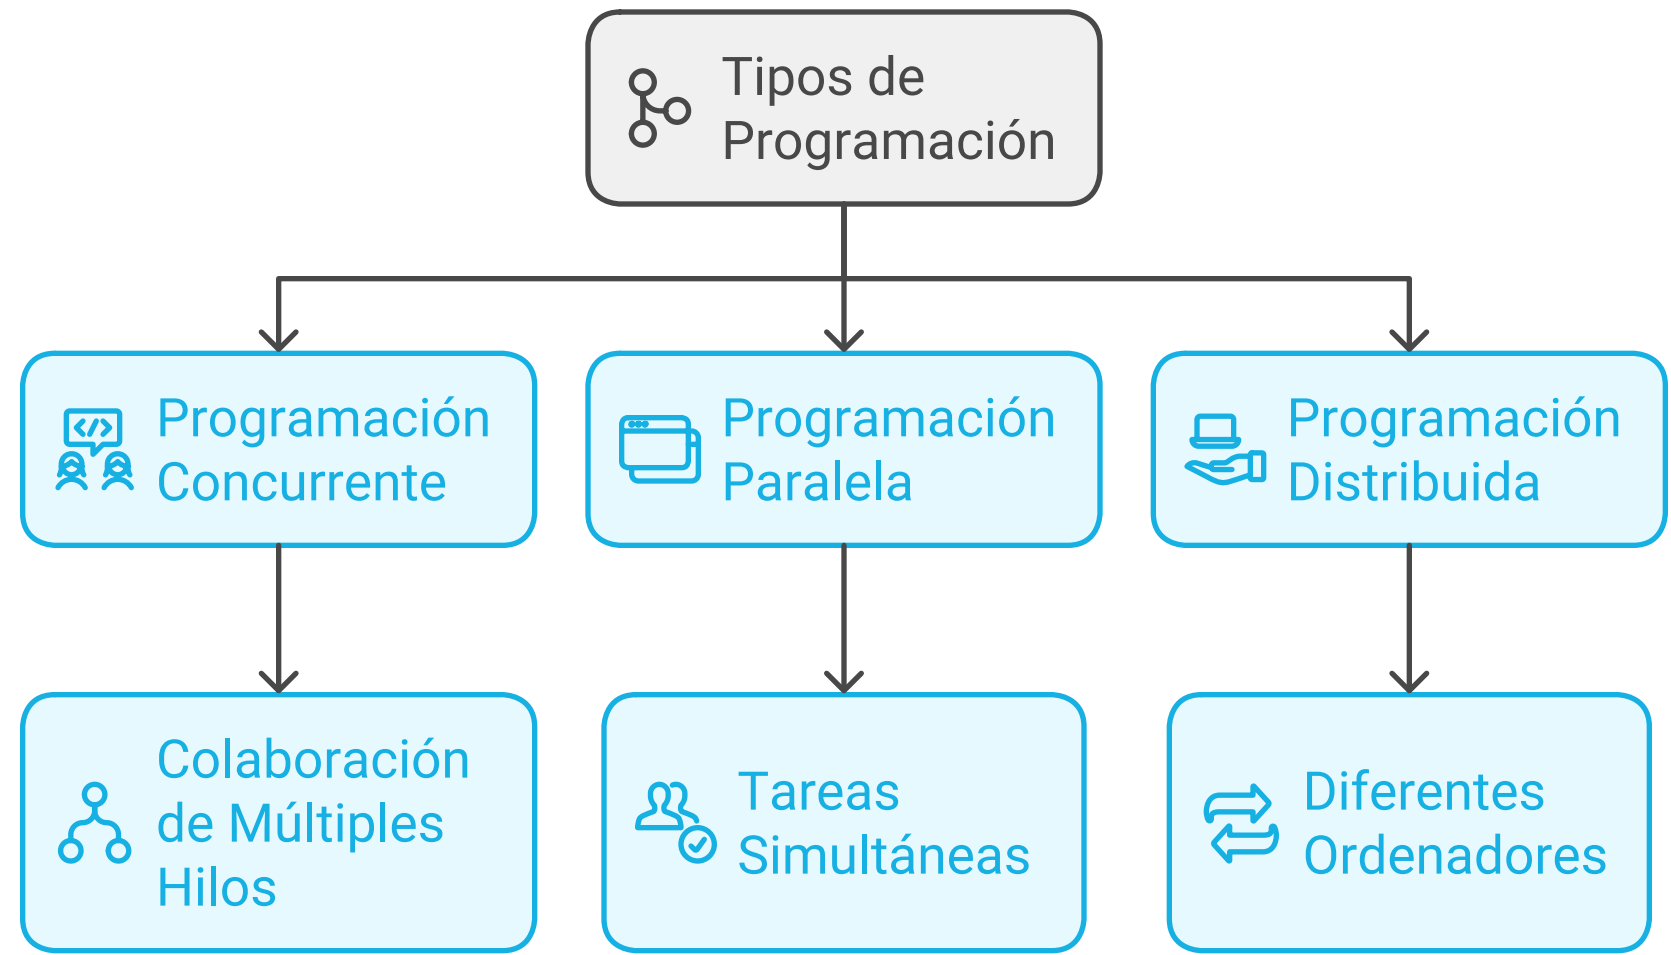 Tipos de
Programación
Programación
Concurrente
Programación
Paralela
Programación
Distribuida
Colaboración
de Múltiples
Hilos
Tareas
Simultáneas
Diferentes
Ordenadores